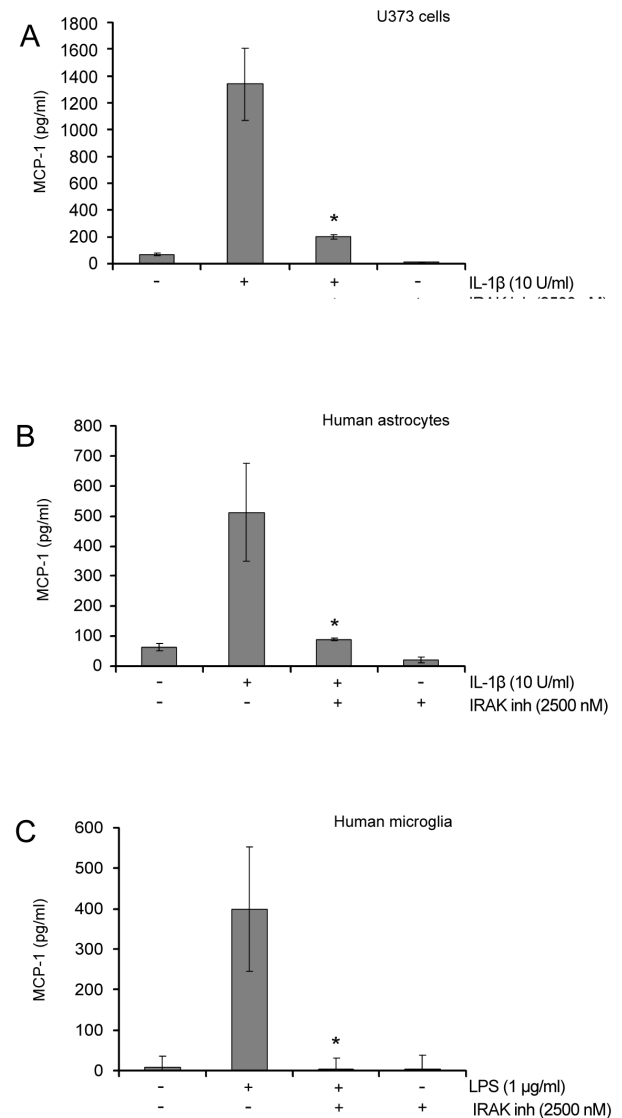 A
U373 cells
MCP-1 (pg/ml)
1800
1600
1400
1200
1000
800
600
400
200
0
*
- + + - IL-1β (10 U/ml)
B
Human astrocytes
MCP-1 (pg/ml)
800
700
600
500
400
300
200
100
0
*
- + + - IL-1β (10 U/ml)
- - + + IRAK inh (2500 nM)
C
Human microglia
MCP-1 (pg/ml)
600
500
400
300
200
100
0
*
- + + - LPS (1 µg/ml)
- - + + IRAK inh (2500 nM)